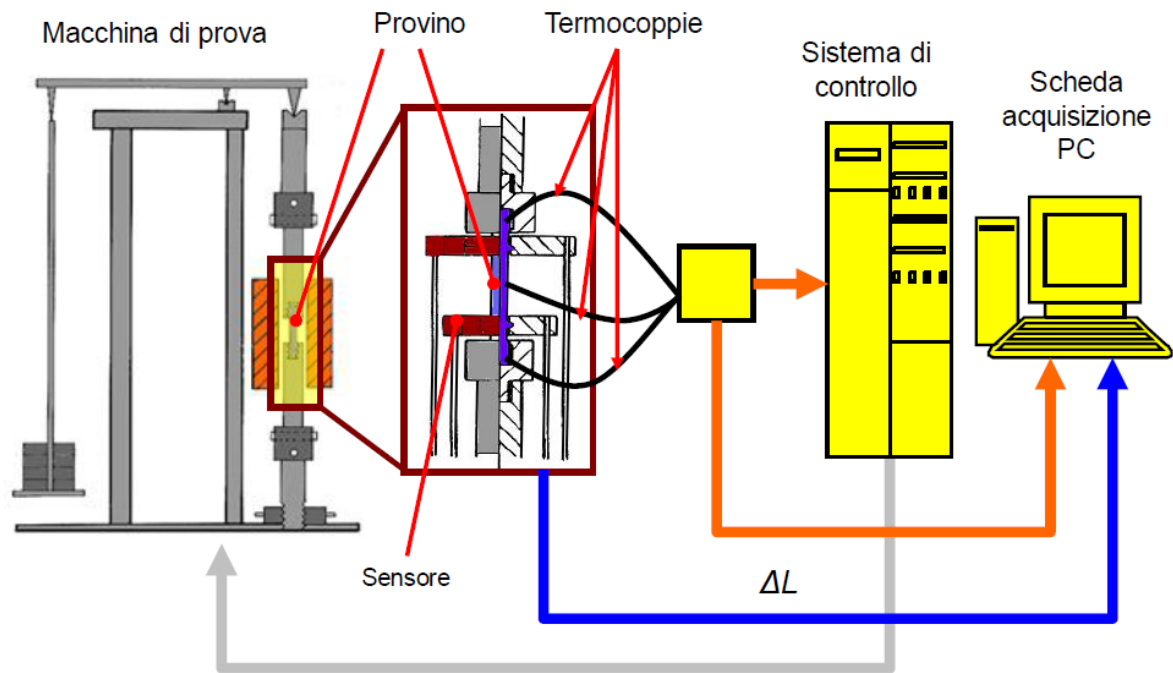 Macchina di prova
Provino
Termocoppie
Sistema di
controllo
Scheda
acquisizione
PC
Sensore
ΔL